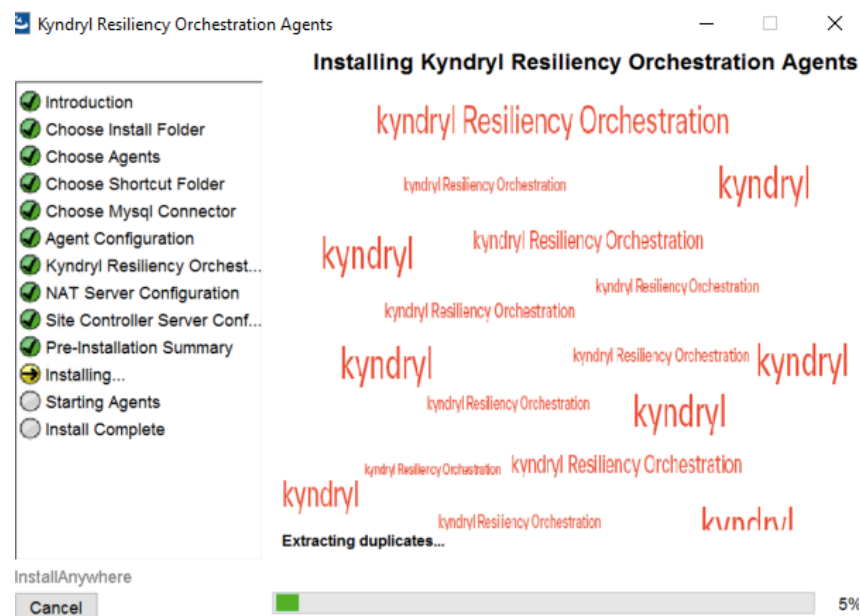 Kyndryl Resiliency Orchestration Agents
Installing Kyndryl Resiliency Orchestration Agents
Introduction
Choose Install Folder
Choose Agents
Choose Shortcut Folder
Choose Mysql Connector
Agent Configuration
Kyndryl Resiliency Orchest...
NAT Server Configuration
Site Controller Server Conf...
Pre-Installation Summary
Installing...
Starting Agents
Install Complete
kyndryl Resiliency Orchestration
kyndryl Resiliency Orchestration
kyndryl
kyndryl
kyndryl Resiliency Orchestration
kyndryl Resiliency Orchestration
kyndryl Resiliency Orchestration
kyndryl
kyndryl Resiliency Orchestration
kyndryl
kyndryl Resiliency Orchestration
kyndryl
kyndryl Resiliency Orchestration
kyndryl Resiliency Orchestration
kyndryl
kyndryl Resiliency Orchestration
kyndryl
Extracting duplicates...
InstallAnywhere
Cancel
5%